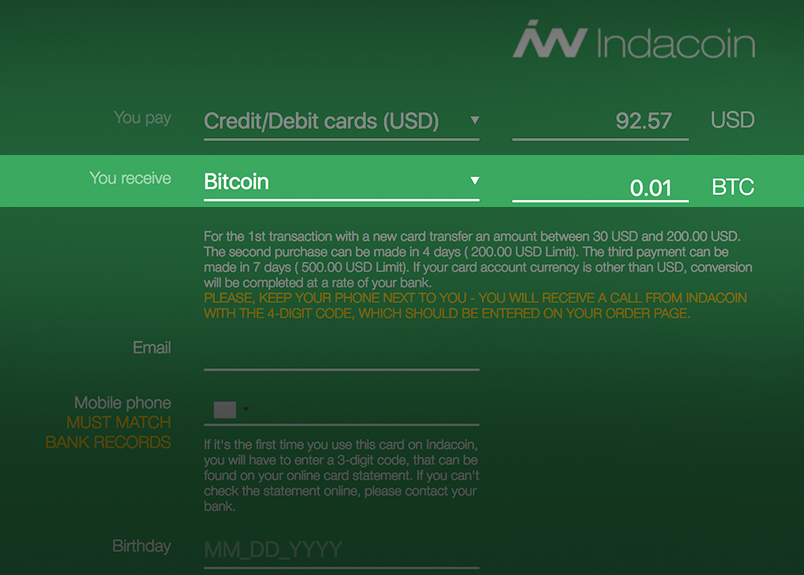 Indacoin
You pay Credit/Debit cards (USD) 92.57 USD
You receive Bitcoin 0.01 BTC
For the 1st transaction with a new card transfer an amount between 30 USD and 200.00 USD.
The second purchase can be made in 4 days ( 200.00 USD Limit). The third payment can be
made in 7 days ( 500.00 USD Limit). If your card account currency is other than USD, conversion
will be completed at a rate of your bank.
PLEASE, KEEP YOUR PHONE NEXT TO YOU - YOU WILL RECEIVE A CALL FROM INDACOIN
WITH THE 4-DIGIT CODE, WHICH SHOULD BE ENTERED ON YOUR ORDER PAGE.
Email
Mobile phone
MUST MATCH
BANK RECORDS
If it's the first time you use this card on Indacoin,
you will have to enter a 3-digit code, that can be
found on your online card statement. If you can't
check the statement online, please contact your
bank.
Birthday MM_DD_YYYY